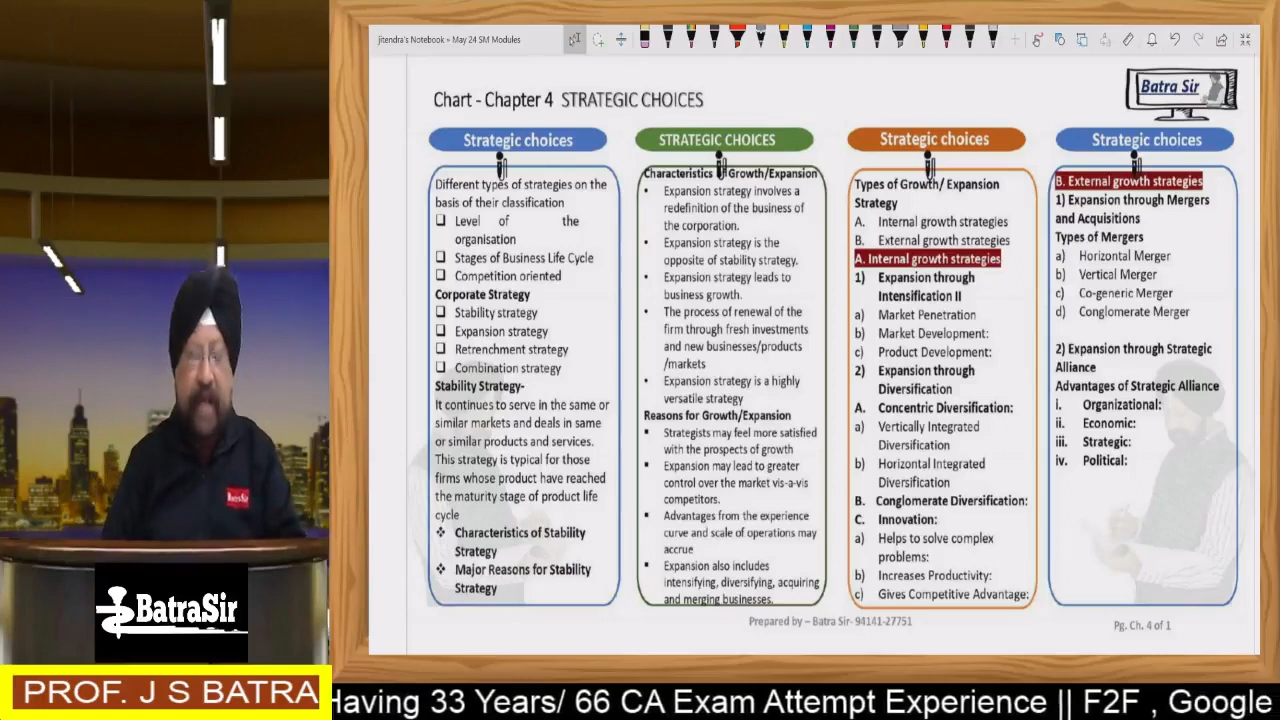 jitendra's Notebook » May 24 SM Modules
Chart - Chapter 4 STRATEGIC CHOICES
Batra Sir
Strategic choices
Different types of strategies on the
basis of their classification
Level of the
organisation
Stages of Business Life Cycle
Competition oriented
Corporate Strategy
Stability strategy
Expansion strategy
Retrenchment strategy
Combination strategy
Stability Strategy-
It continues to serve in the same or
similar markets and deals in same
or similar products and services.
This strategy is typical for those
firms whose product have reached
the maturity stage of product life
cycle
Characteristics of Stability
Strategy
Major Reasons for Stability
Strategy
STRATEGIC CHOICES
Characteristics of Growth/Expansion
• Expansion strategy involves a
redefinition of the business of
the corporation.
• Expansion strategy is the
opposite of stability strategy.
• Expansion strategy leads to
business growth.
• The process of renewal of the
firm through fresh investments
and new businesses/products
/markets
• Expansion strategy is a highly
versatile strategy
Reasons for Growth/Expansion
Strategists may feel more satisfied
with the prospects of growth
Expansion may lead to greater
control over the market vis-a-vis
competitors.
Advantages from the experience
curve and scale of operations may
accrue
Expansion also includes
intensifying, diversifying, acquiring
and merging businesses.
Strategic choices
Types of Growth/ Expansion
Strategy
A. Internal growth strategies
B. External growth strategies
A. Internal growth strategies
1) Expansion through
Intensification II
a) Market Penetration
b) Market Development:
c) Product Development:
2) Expansion through
Diversification
A. Concentric Diversification:
a) Vertically Integrated
Diversification
b) Horizontal Integrated
Diversification
B. Conglomerate Diversification:
C. Innovation:
a) Helps to solve complex
problems:
b) Increases Productivity:
c) Gives Competitive Advantage:
Strategic choices
B. External growth strategies
1) Expansion through Mergers
and Acquisitions
Types of Mergers
a) Horizontal Merger
b) Vertical Merger
c) Co-generic Merger
d) Conglomerate Merger
2) Expansion through Strategic
Alliance
Advantages of Strategic Alliance
i. Organizational:
ii. Economic:
iii. Strategic:
iv. Political:
Prepared by – Batra Sir- 94141-27751
Pg. Ch. 4 of 1
BatraSir
PROF. J S BATRA
Having 33 Years/ 66 CA Exam Attempt Experience || F2F , Google